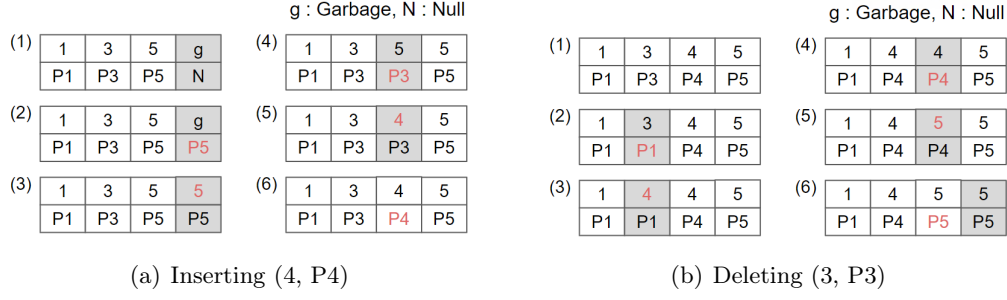 g : Garbage, N : Null
(1) 1 3 5 g
P1 P3 P5 N
(2) 1 3 5 g
P1 P3 P5 P5
(3) 1 3 5 5
P1 P3 P5 P5
(4) 1 3 5 5
P1 P3 P3 P5
(5) 1 3 4 5
P1 P3 P3 P5
(6) 1 3 4 5
P1 P3 P4 P5
(a) Inserting (4, P4)
g : Garbage, N : Null
(1) 1 3 4 5
P1 P3 P4 P5
(2) 1 3 4 5
P1 P1 P4 P5
(3) 1 4 4 5
P1 P1 P4 P5
(4) 1 4 4 5
P1 P4 P4 P5
(5) 1 4 5 5
P1 P4 P4 P5
(6) 1 4 5 5
P1 P4 P5 P5
(b) Deleting (3, P3)